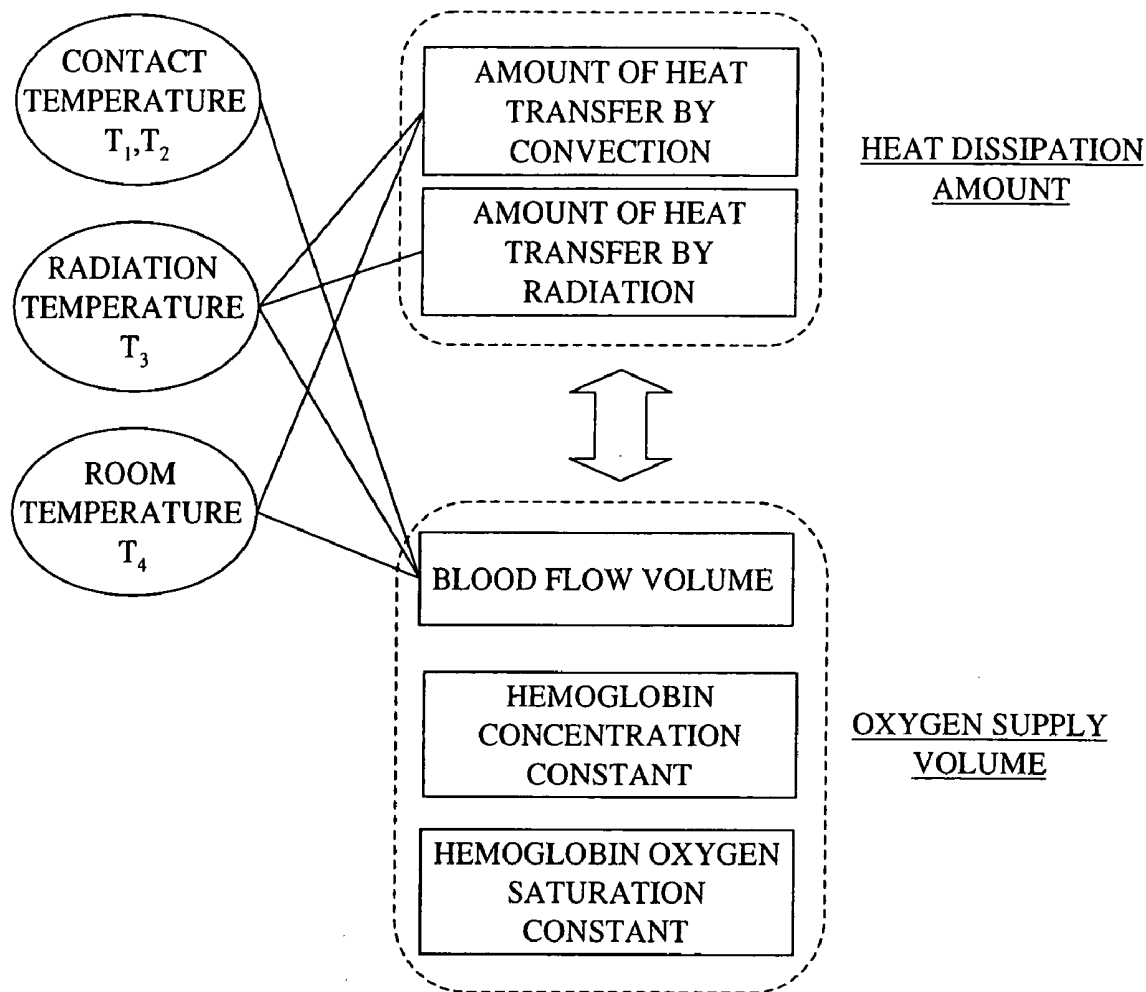 CONTACT
TEMPERATURE
T₁,T₂
RADIATION
TEMPERATURE
T₃
ROOM
TEMPERATURE
T₄
AMOUNT OF HEAT
TRANSFER BY
CONVECTION
AMOUNT OF HEAT
TRANSFER BY
RADIATION
HEAT DISSIPATION
AMOUNT
BLOOD FLOW VOLUME
HEMOGLOBIN
CONCENTRATION
CONSTANT
HEMOGLOBIN OXYGEN
SATURATION
CONSTANT
OXYGEN SUPPLY
VOLUME